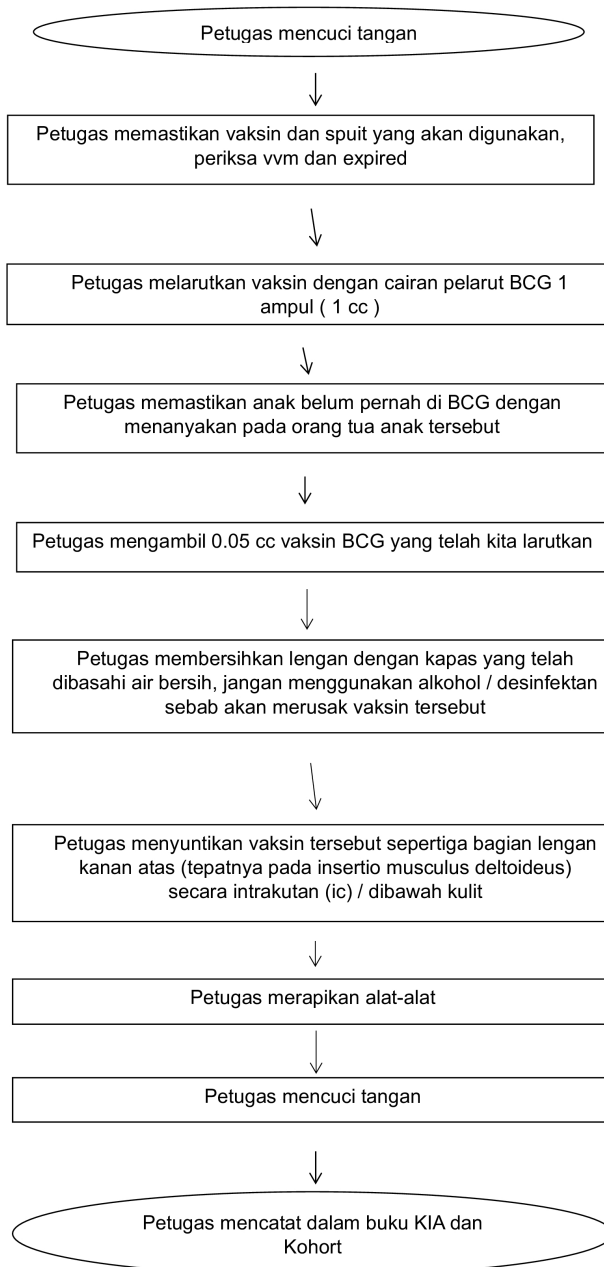 Petugas mencuci tangan
Petugas memastikan vaksin dan spuit yang akan digunakan,
periksa vvm dan expired
Petugas melarutkan vaksin dengan cairan pelarut BCG 1
ampul ( 1 cc )
Petugas memastikan anak belum pernah di BCG dengan
menanyakan pada orang tua anak tersebut
Petugas mengambil 0.05 cc vaksin BCG yang telah kita larutkan
Petugas membersihkan lengan dengan kapas yang telah
dibasahi air bersih, jangan menggunakan alkohol / desinfektan
sebab akan merusak vaksin tersebut
Petugas menyuntikan vaksin tersebut sepertiga bagian lengan
kanan atas (tepatnya pada insertio musculus deltoideus)
secara intrakutan (ic) / dibawah kulit
Petugas merapikan alat-alat
Petugas mencuci tangan
Petugas mencatat dalam buku KIA dan
Kohort